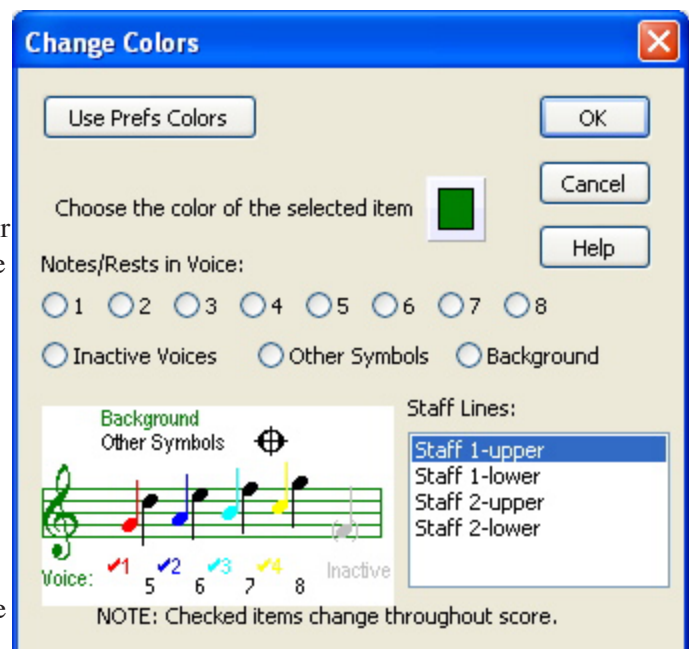 Change Colors
Use Prefs Colors
OK
Choose the color of the selected item
Cancel
r
e
Help
Notes/Rests in Voice:
1 2 3 4 5 6 7 8
Inactive Voices Other Symbols Background
Staff Lines:
Background
Other Symbols
Staff 1-upper
Staff 1-lower
Staff 2-upper
Staff 2-lower
Voice: ✓1 5 ✓2 6 ✓3 7 ✓4 8 Inactive
e
NOTE: Checked items change throughout score.